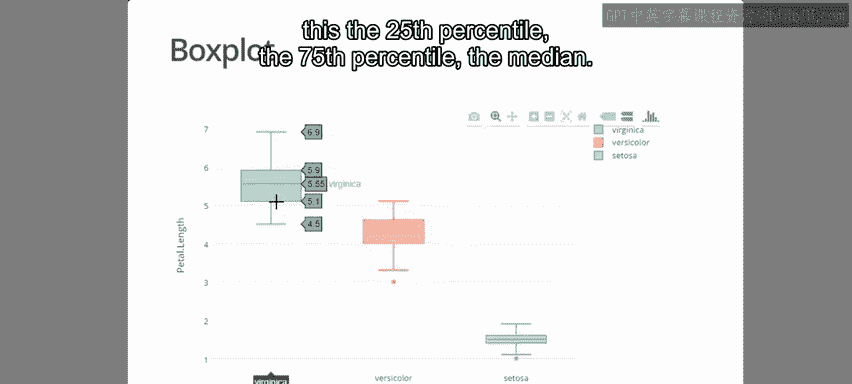 this the 25th percentile,
the 75th percentile, the median.
Boxplot
virginica
versicolor
setosa
7
6
5
4
3
2
1
Petal.Length
6.9
5.9
5.55 virginica
5.1
4.5
virginica
versicolor
setosa